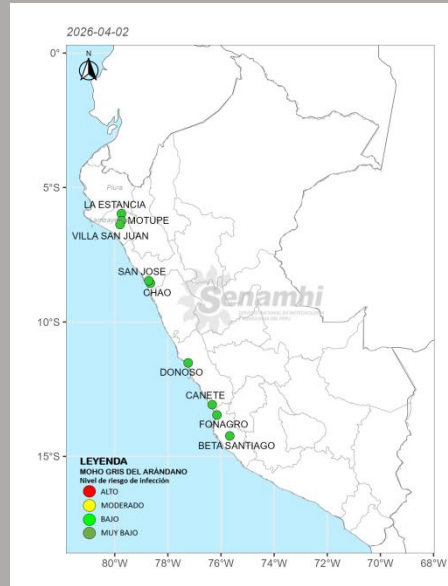 2026-04-02
N
0°
Piura
LA ESTANCIA
5°S
MOTUPE
VILLA SAN JUAN
SAN JOSE
CHAO
Senamhi
10°S
DONOSO
CANETE
FONAGRO
BETA SANTIAGO
15°S
LEYENDA
MOHO GRIS DEL ARÁNDANO
Nivel de riesgo de infección
ALTO
MODERADO
BAJO
MUY BAJO
80°W 78°W 76°W 74°W 72°W 70°W 68°W